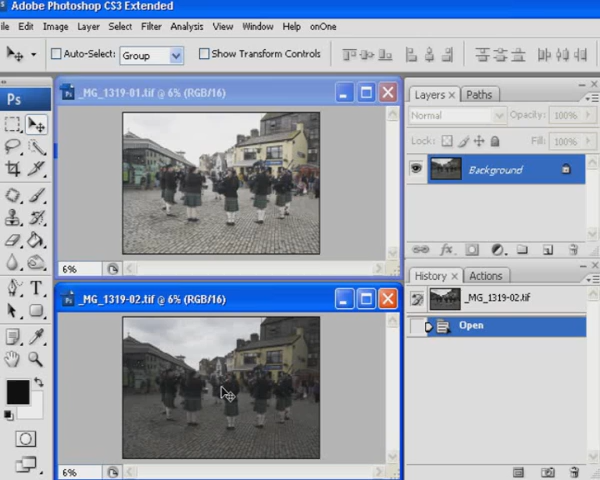 Adobe Photoshop CS3 Extended
ile Edit Image Layer Select Filter Analysis View Window Help onOne
Auto-Select: Group Show Transform Controls
Ps
_MG_1319-01.tif @ 6% (RGB/16)
6%
_MG_1319-02.tif @ 6% (RGB/16)
6%
Layers × Paths
Normal Opacity: 100%
Lock: Fill: 100%
Background
History × Actions
_MG_1319-02.tif
Open
T